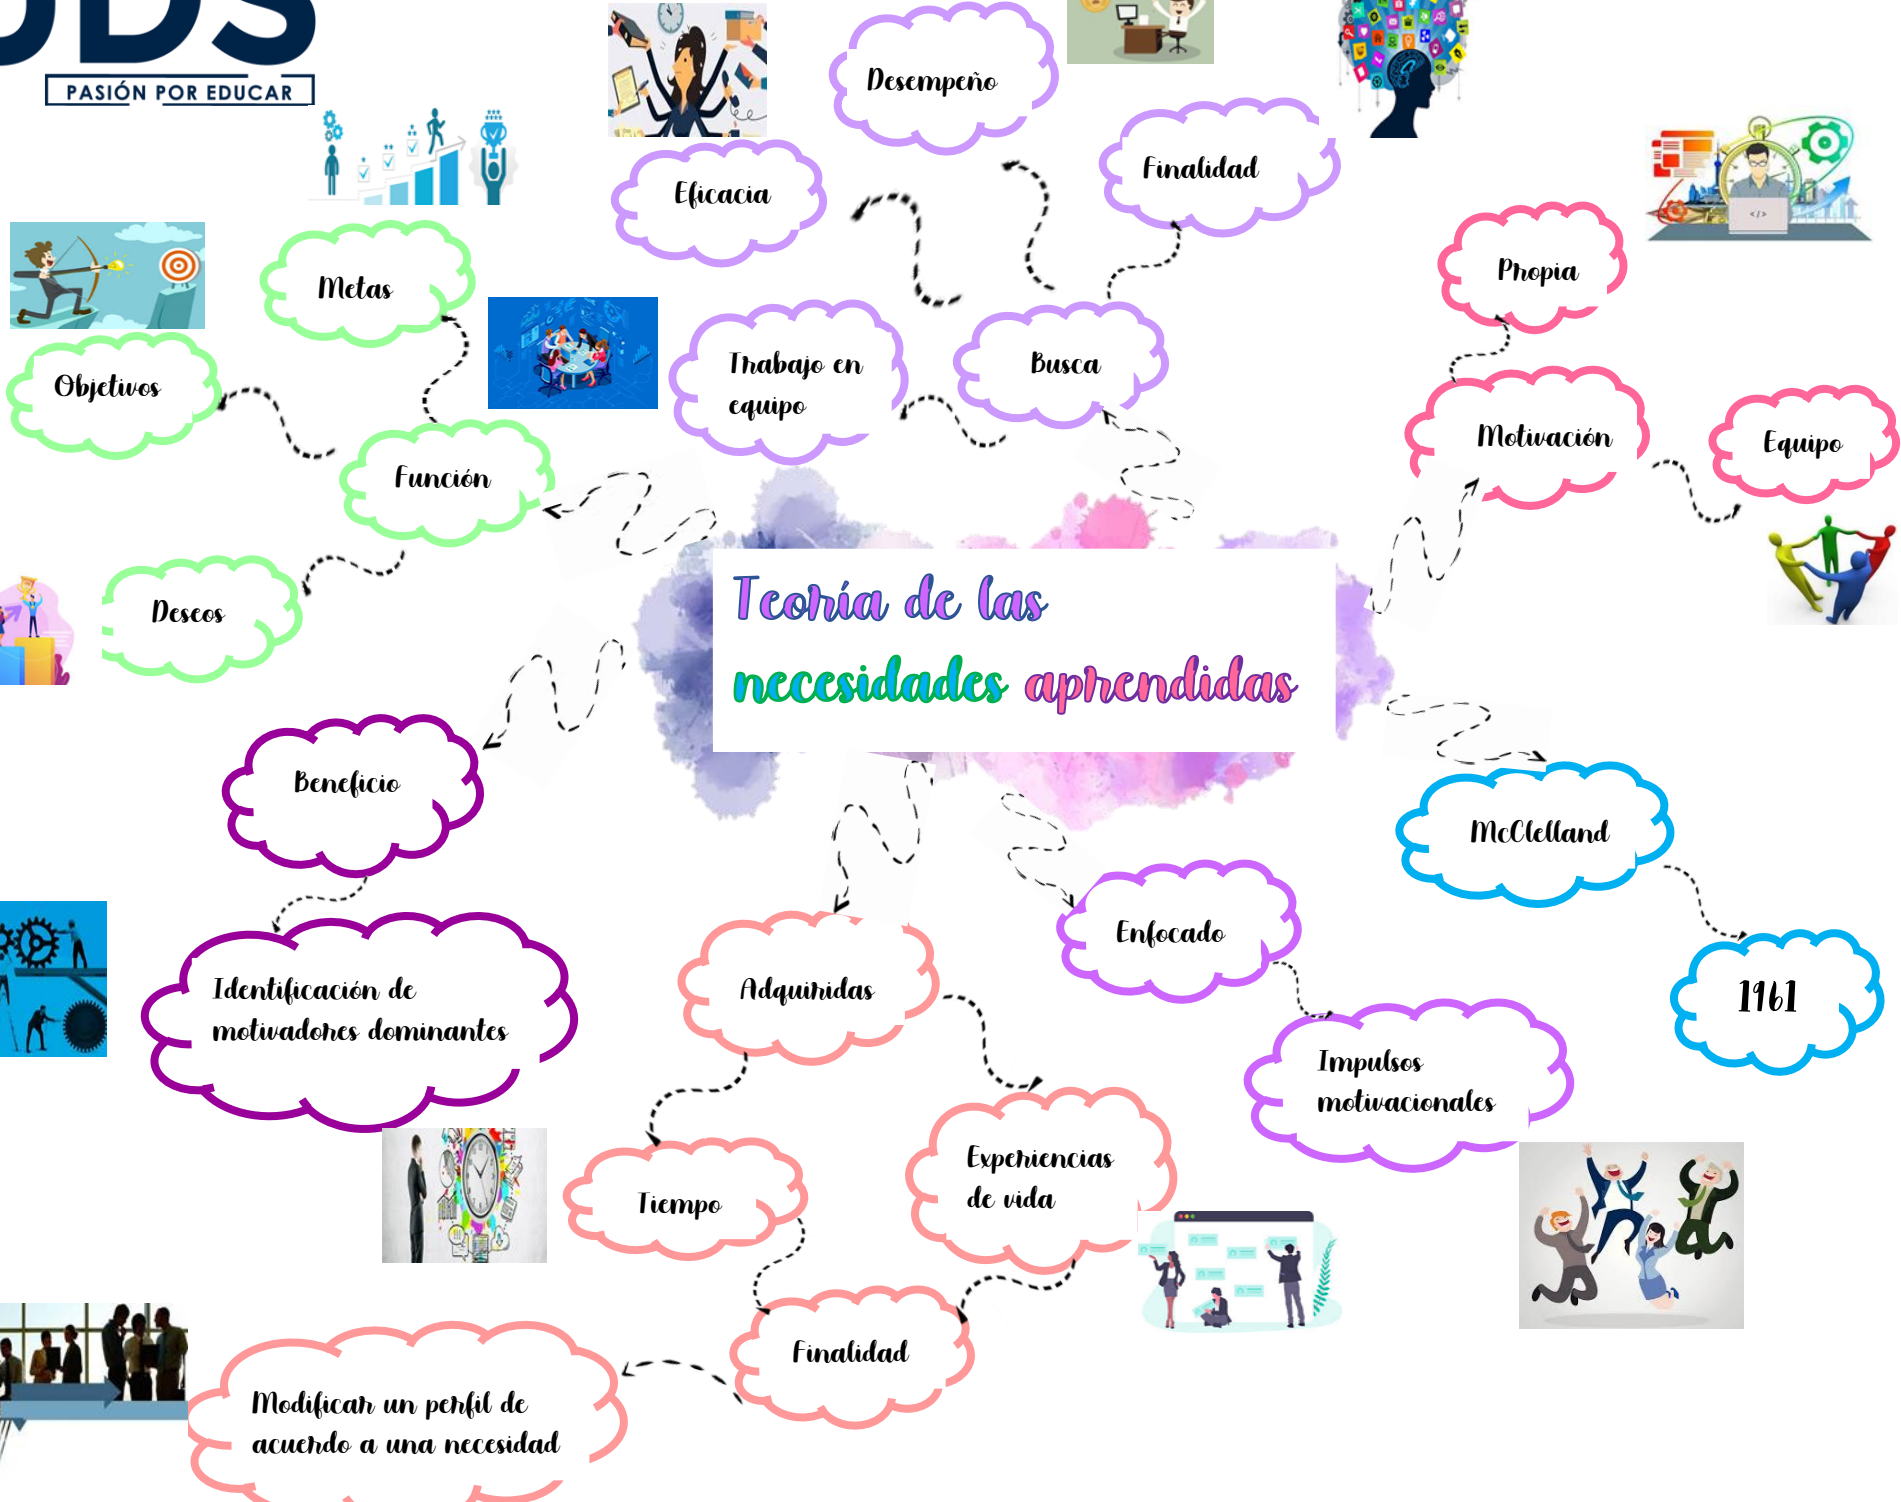 UDS
PASIÓN POR EDUCAR
Desempeño
Finalidad
Eficacia
Metas
Propia
Objetivos
Trabajo en
equipo
Busca
Motivación
Equipo
Función
Deseos
Teoría de las
necesidades aprendidas
Beneficio
McClelland
Enfocado
Identificación de
motivadores dominantes
Adquiridas
1961
Impulsos
motivacionales
Experiencias
de vida
Tiempo
Finalidad
Modificar un perfil de
acuerdo a una necesidad